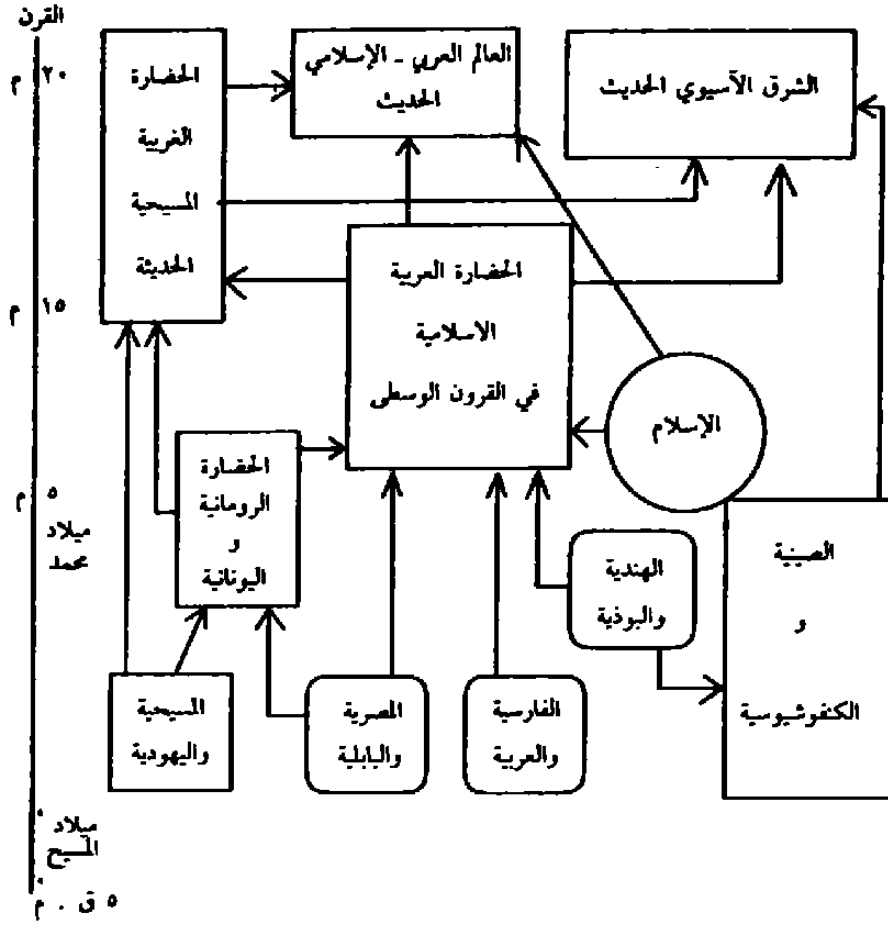 القرن
٢٠ م
١٥ م
٥ م
ميلاد
محمد
ميلاد
المسيح
٥ ق . م
الشرق الآسيوي الحديث
العالم العربي - الإسلامي
الحديث
الحضارة
الغربية
المسيحية
الحديثة
الحضارة العربية
الاسلامية
في القرون الوسطى
الإسلام
الحضارة
الرومانية
و
اليونانية
الصينية
و
الكنفوشيوسية
الهندية
والبوذية
الفارسية
والعربية
المصرية
والبابلية
المسيحية
واليهودية